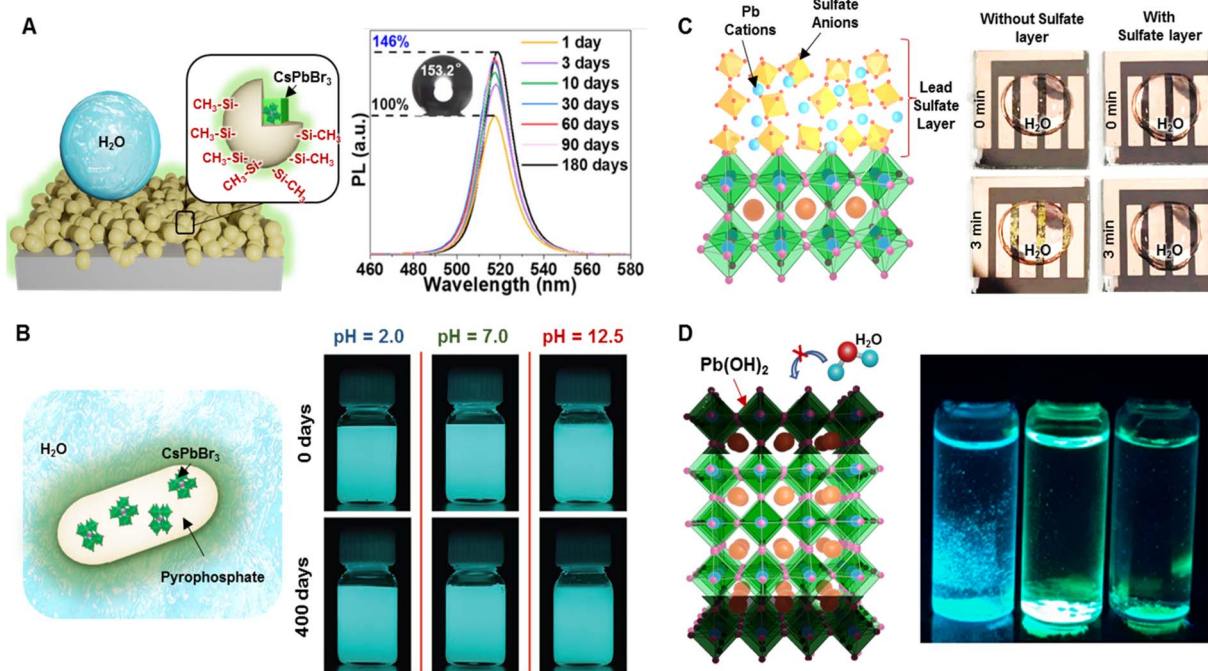 A
CsPbBr3
H2O
CH3-Si-
CH3-Si-
CH3-Si-
CH3-Si-
-Si-CH3
-Si-CH3
-Si-CH3
146%
100%
153.2°
1 day
3 days
10 days
30 days
60 days
90 days
180 days
PL (a.u.)
460 480 500 520 540 560 580
Wavelength (nm)
B
H2O
CsPbBr3
Pyrophosphate
pH = 2.0
pH = 7.0
pH = 12.5
0 days
400 days
C
Pb
Cations
Sulfate
Anions
Lead
Sulfate
Layer
Without Sulfate
layer
With
Sulfate layer
0 min
H2O
0 min
H2O
3 min
H2O
3 min
H2O
D
Pb(OH)2
H2O